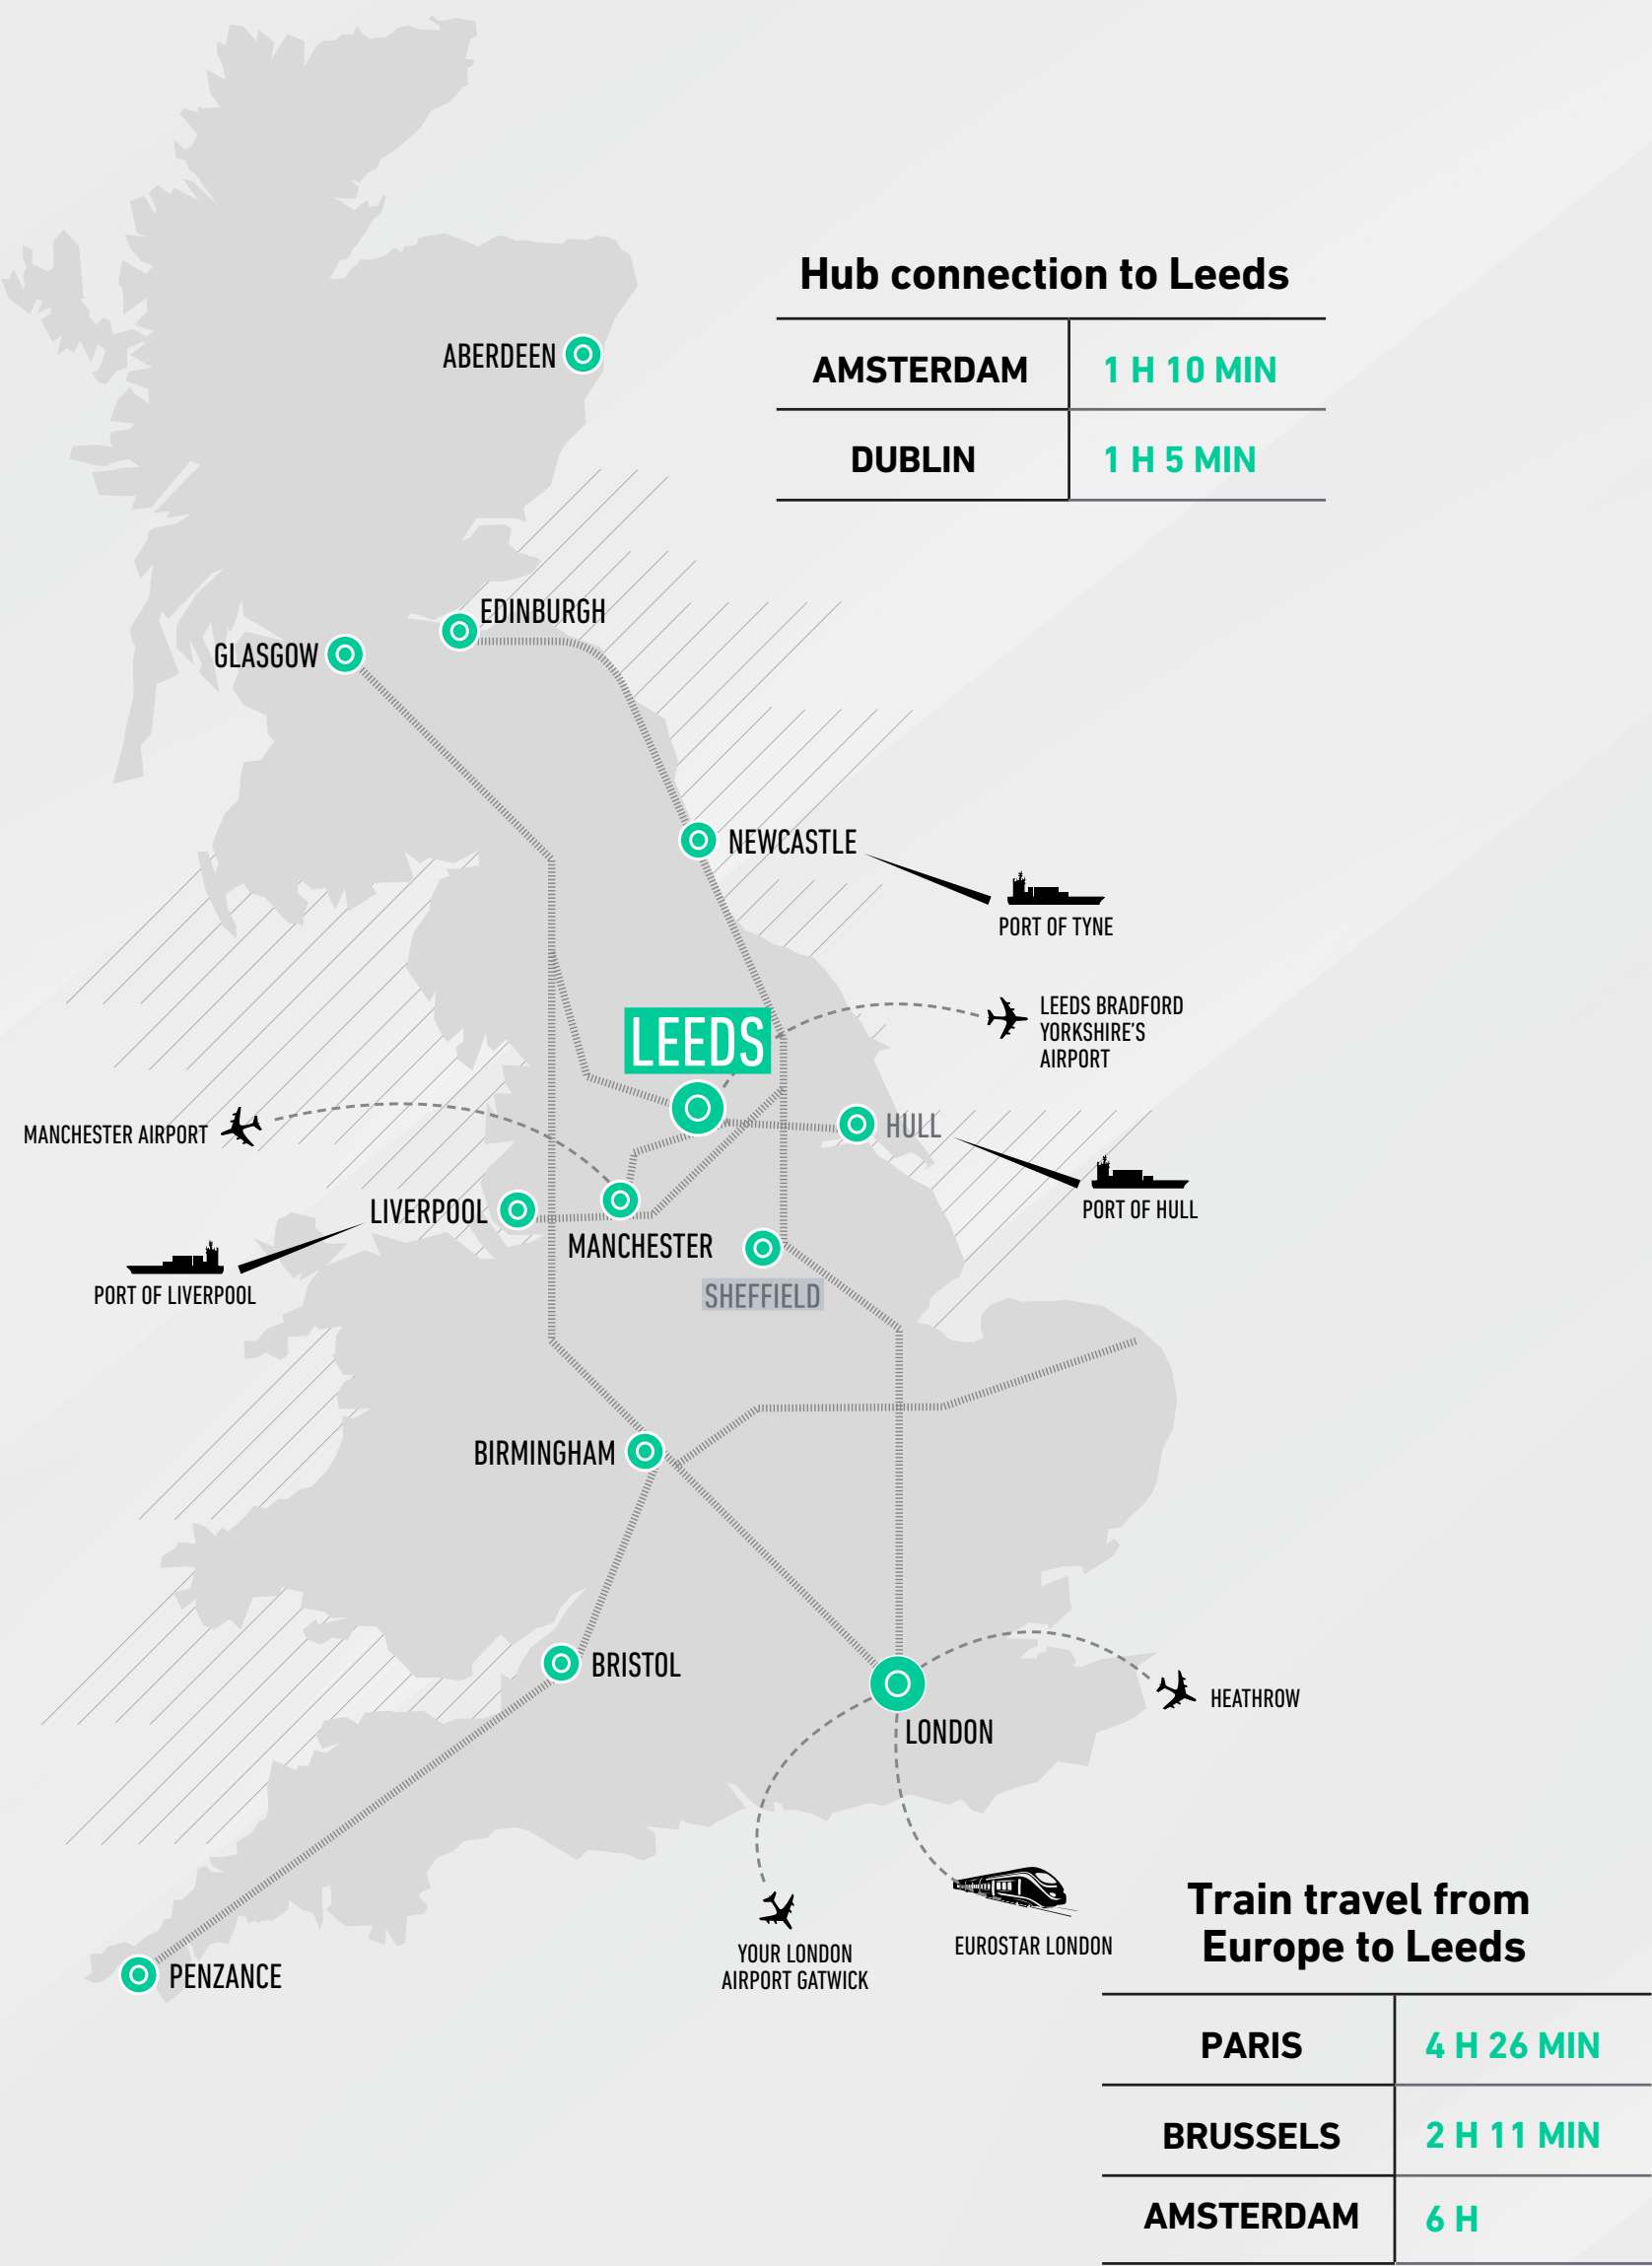 Hub connection to Leeds
AMSTERDAM 1 H 10 MIN
DUBLIN 1 H 5 MIN
ABERDEEN
EDINBURGH
GLASGOW
NEWCASTLE
PORT OF TYNE
LEEDS BRADFORD
YORKSHIRE'S
AIRPORT
LEEDS
MANCHESTER AIRPORT
HULL
PORT OF HULL
LIVERPOOL
MANCHESTER
PORT OF LIVERPOOL
SHEFFIELD
BIRMINGHAM
BRISTOL
HEATHROW
LONDON
YOUR LONDON
AIRPORT GATWICK
EUROSTAR LONDON
PENZANCE
Train travel from
Europe to Leeds
PARIS 4 H 26 MIN
BRUSSELS 2 H 11 MIN
AMSTERDAM 6 H